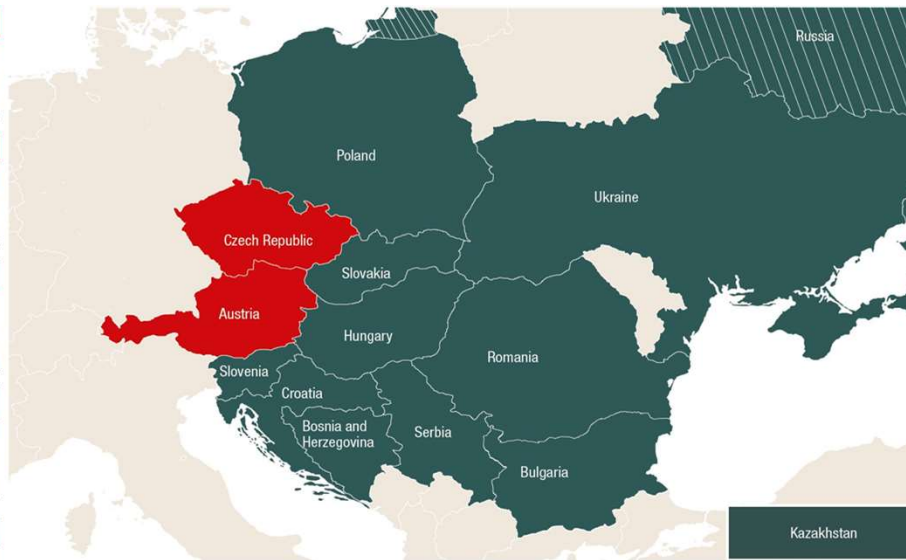 Russia
Poland
Ukraine
Czech Republic
Slovakia
Austria
Hungary
Romania
Slovenia
Croatia
Bosnia and
Herzegovina
Serbia
Bulgaria
Kazakhstan